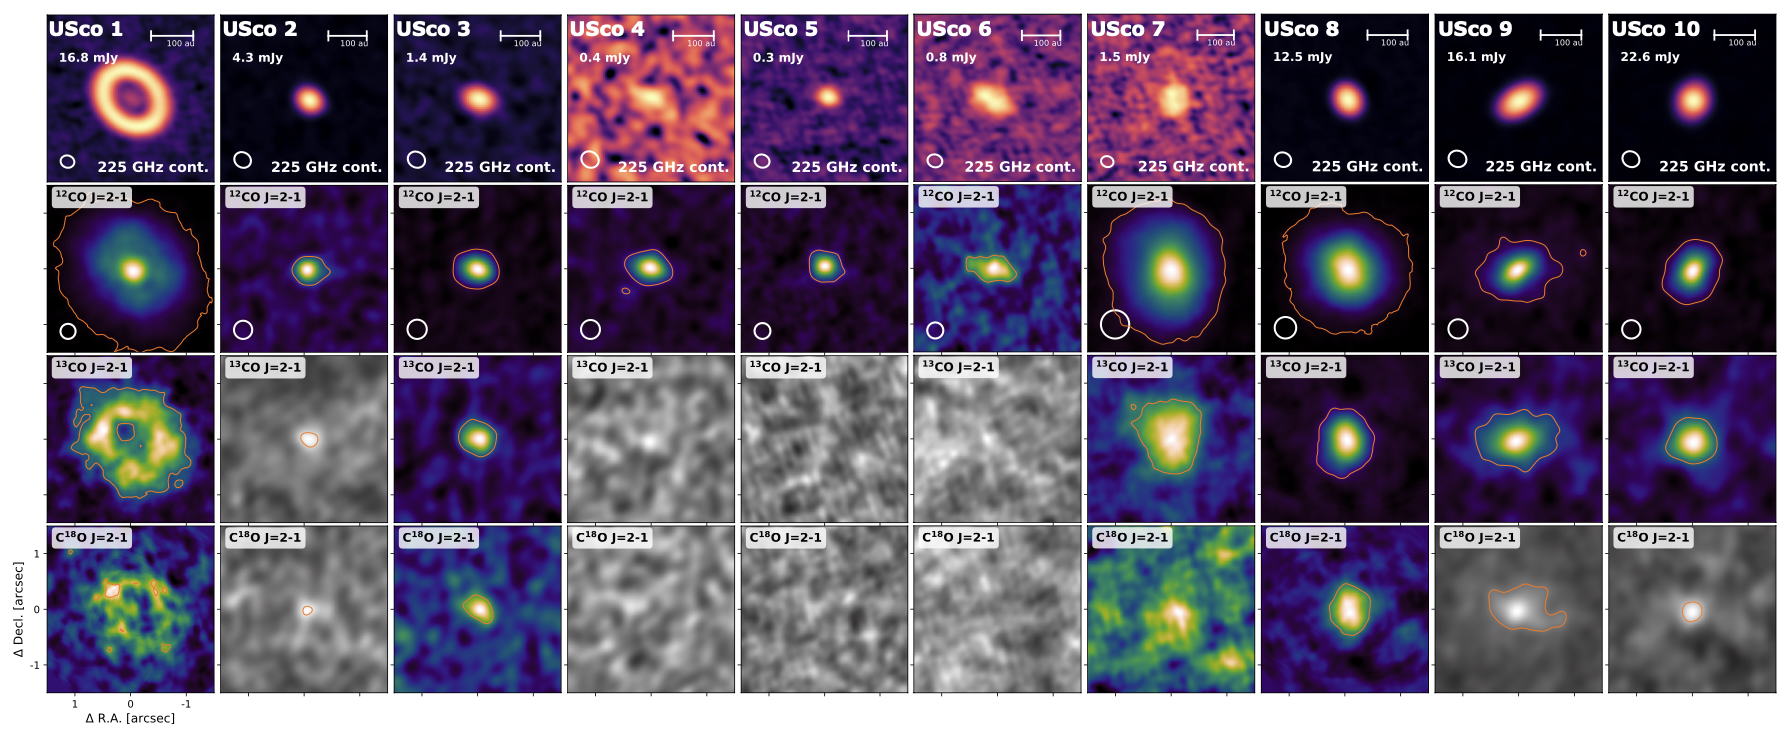 USco 1 USco 2 USco 3 USco 4 USco 5 USco 6 USco 7 USco 8 USco 9 USco 10
100 au 100 au 100 au 100 au 100 au 100 au 100 au 100 au 100 au 100 au
16.8 mJy 4.3 mJy 1.4 mJy 0.4 mJy 0.3 mJy 0.8 mJy 1.5 mJy 12.5 mJy 16.1 mJy 22.6 mJy
225 GHz cont. 225 GHz cont. 225 GHz cont. 225 GHz cont. 225 GHz cont. 225 GHz cont. 225 GHz cont. 225 GHz cont. 225 GHz cont. 225 GHz cont.
¹²CO J=2-1 ¹²CO J=2-1 ¹²CO J=2-1 ¹²CO J=2-1 ¹²CO J=2-1 ¹²CO J=2-1 ¹²CO J=2-1 ¹²CO J=2-1 ¹²CO J=2-1 ¹²CO J=2-1
¹³CO J=2-1 ¹³CO J=2-1 ¹³CO J=2-1 ¹³CO J=2-1 ¹³CO J=2-1 ¹³CO J=2-1 ¹³CO J=2-1 ¹³CO J=2-1 ¹³CO J=2-1 ¹³CO J=2-1
C¹⁸O J=2-1 C¹⁸O J=2-1 C¹⁸O J=2-1 C¹⁸O J=2-1 C¹⁸O J=2-1 C¹⁸O J=2-1 C¹⁸O J=2-1 C¹⁸O J=2-1 C¹⁸O J=2-1 C¹⁸O J=2-1
1
0
-1
Δ Decl. [arcsec]
1 0 -1
Δ R.A. [arcsec]